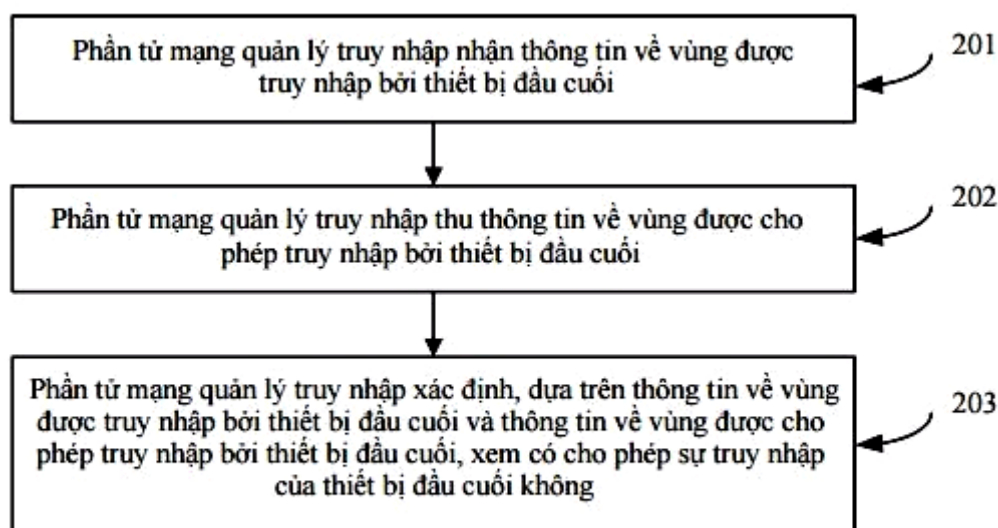 Phần tử mạng quản lý truy nhập nhận thông tin về vùng được
truy nhập bởi thiết bị đầu cuối
201
Phần tử mạng quản lý truy nhập thu thông tin về vùng được cho
phép truy nhập bởi thiết bị đầu cuối
202
Phần tử mạng quản lý truy nhập xác định, dựa trên thông tin về vùng
được truy nhập bởi thiết bị đầu cuối và thông tin về vùng được cho
phép truy nhập bởi thiết bị đầu cuối, xem có cho phép sự truy nhập
của thiết bị đầu cuối không
203